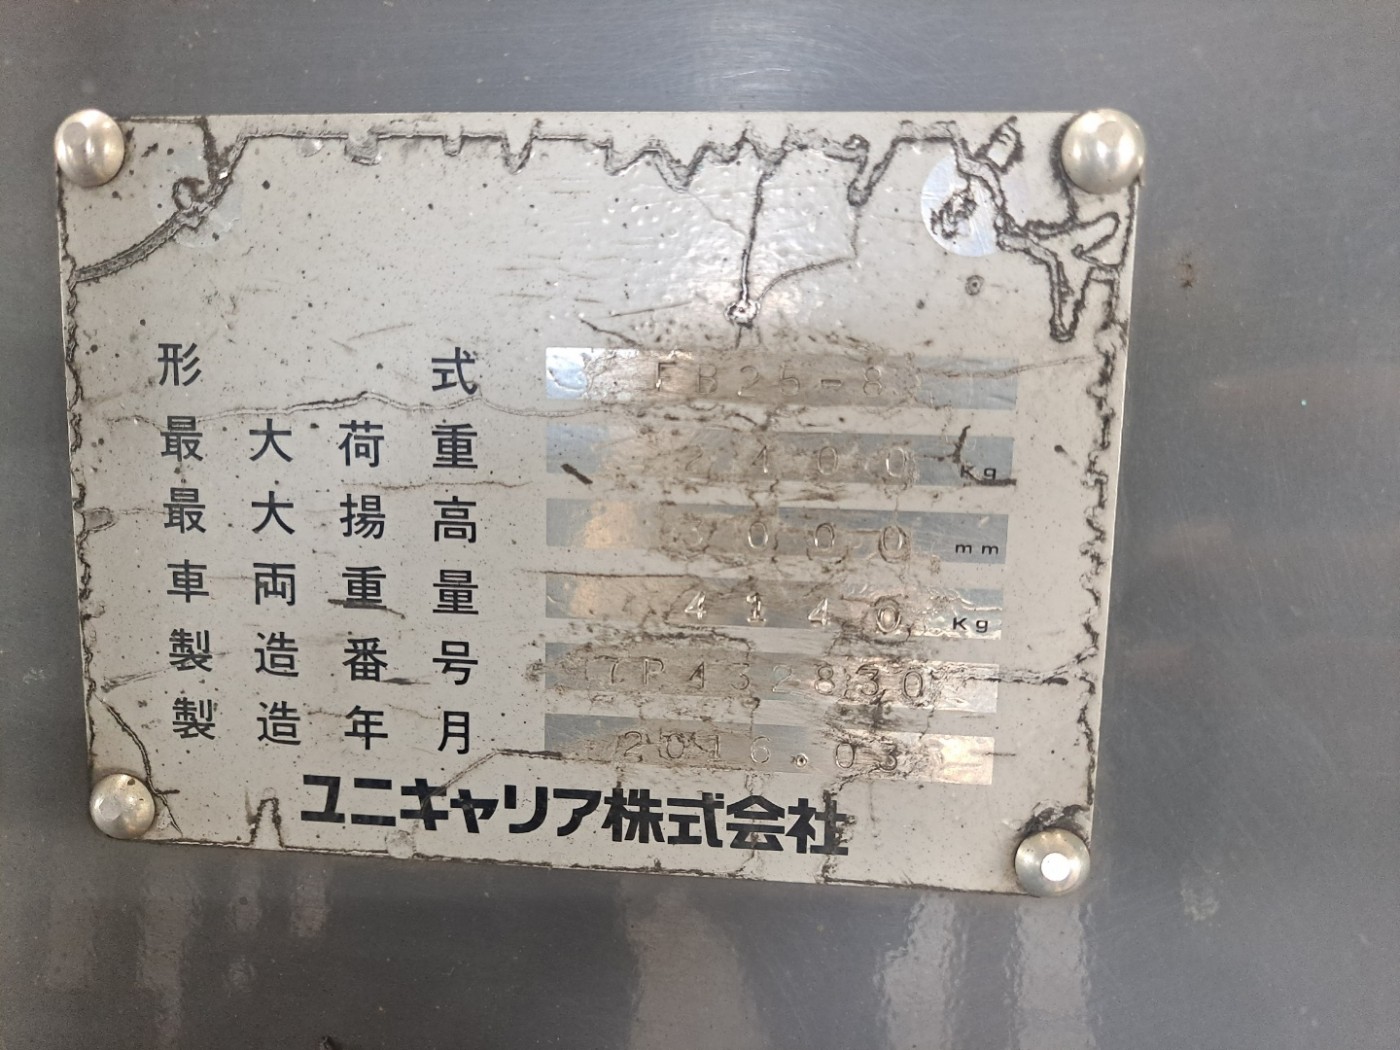 形式 FB25-8
最大荷重 2400 Kg
最大揚高 3000 mm
車両重量 4140 Kg
製造番号 7P432830
製造年月 2016.03
ユニキャリア株式会社